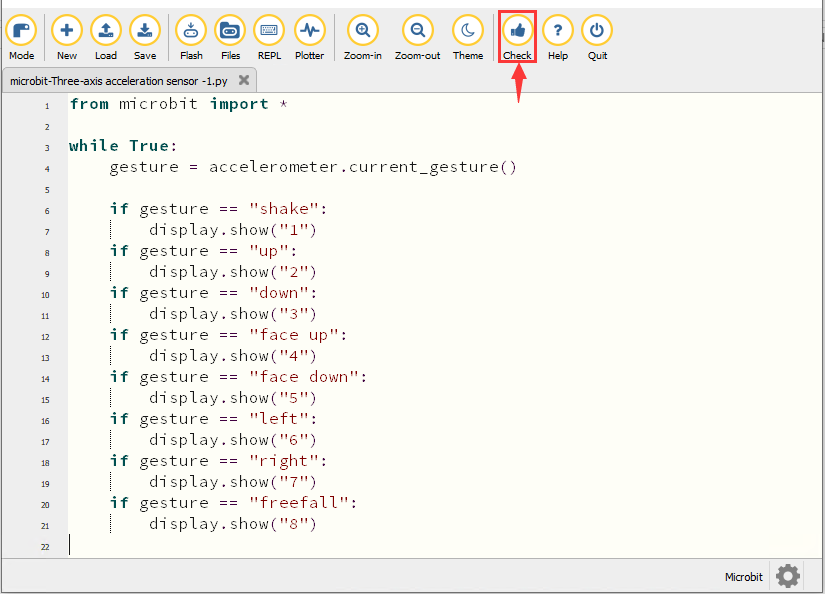 Mode New Load Save Flash Files REPL Plotter Zoom-in Zoom-out Theme Check Help Quit
microbit-Three-axis acceleration sensor -1.py
1 from microbit import *
2
3 while True:
4     gesture = accelerometer.current_gesture()
5
6     if gesture == "shake":
7         display.show("1")
8     if gesture == "up":
9         display.show("2")
10     if gesture == "down":
11         display.show("3")
12     if gesture == "face up":
13         display.show("4")
14     if gesture == "face down":
15         display.show("5")
16     if gesture == "left":
17         display.show("6")
18     if gesture == "right":
19         display.show("7")
20     if gesture == "freefall":
21         display.show("8")
22
Microbit